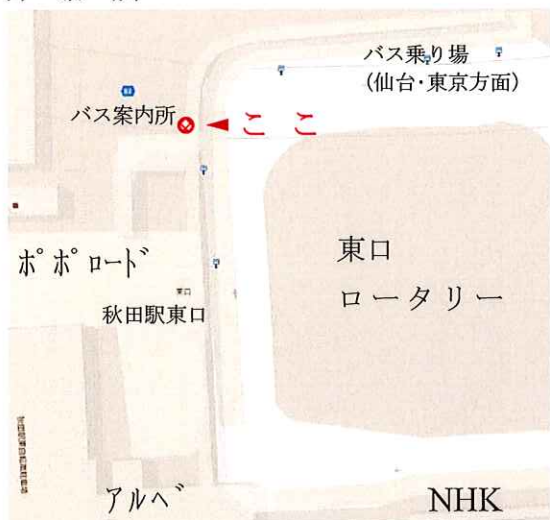 バス乗り場
(仙台・東京方面)
バス案内所
ここ
ポポロード
東口
ロータリー
東口
秋田駅東口
アルベ
NHK